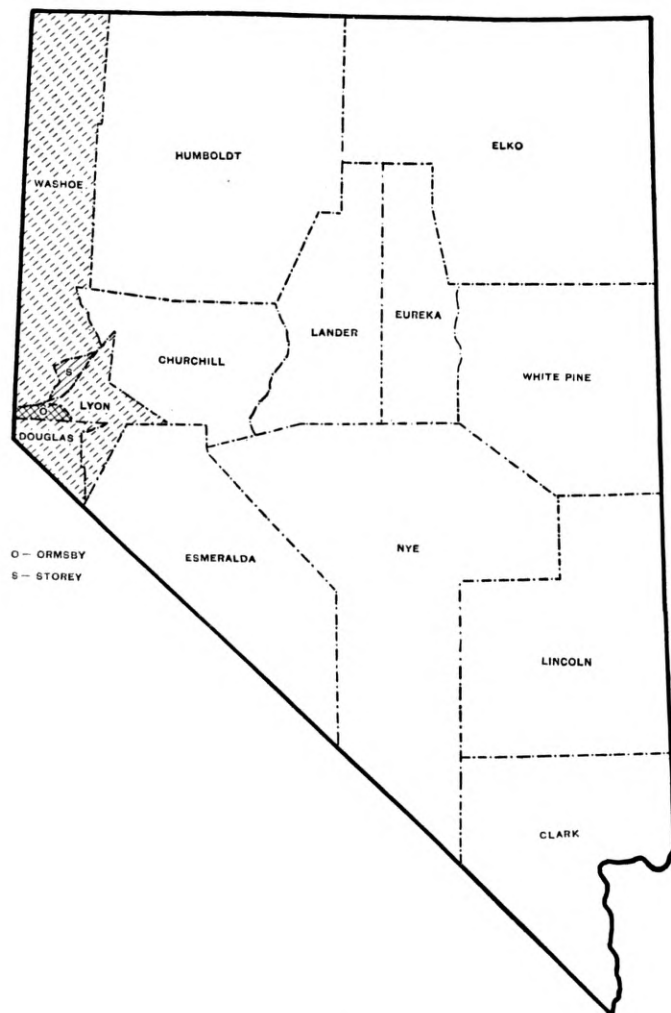 HUMBOLDT
ELKO
WASHOE
LANDER
EUREKA
CHURCHILL
WHITE PINE
S
LYON
O
DOUGLAS
O — ORMSBY
S — STOREY
ESMERALDA
NYE
LINCOLN
CLARK